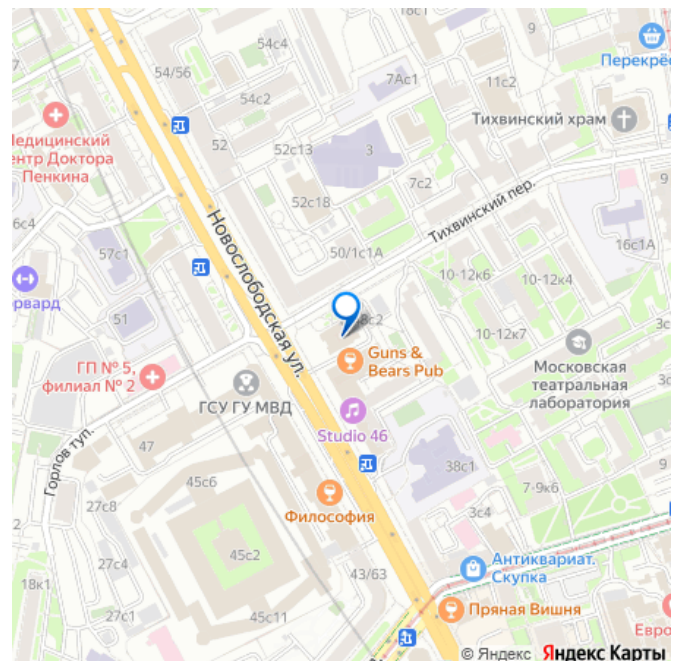 18с1
54с4
9
Перекрё
54/56
7Ас1
11с2
54с2
Тихвинский храм
Медицинский
ентр Доктора
Пенкина
52
52с13
3
7с2
Тихвинский пер.
52с18
6с4
Новослободская ул.
50/1с1А
16с1А
57с1
10-12к6
10-12к4
орвард
51
8с2
10-12к7
3с
Guns &
Bears Pub
ГП № 5,
филиал № 2
Московская
театральная
лаборатория
ГСУ ГУ МВД
Studio 46
47
Горлов туп.
38с1
9
45с6
7-9к6
27с8
Философия
3с4
27с4
45с2
Антиквариат.
Скупка
18к1
43/63
27с1
45с11
Пряная Вишня
Евро
© Яндекс Яндекс Карты